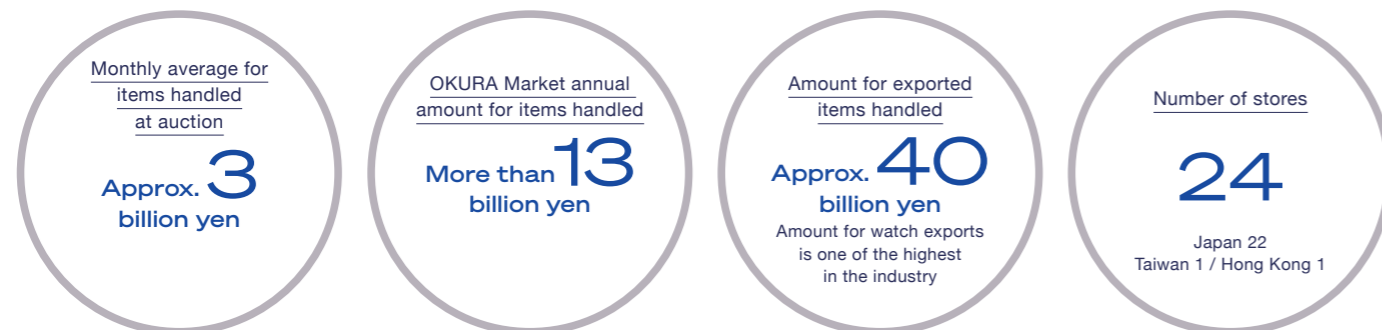 Monthly average for
items handled
at auction
Approx. 3
billion yen
OKURA Market annual
amount for items handled
More than 13
billion yen
Amount for exported
items handled
Approx. 40
billion yen
Amount for watch exports
is one of the highest
in the industry
Number of stores
24
Japan 22
Taiwan 1 / Hong Kong 1